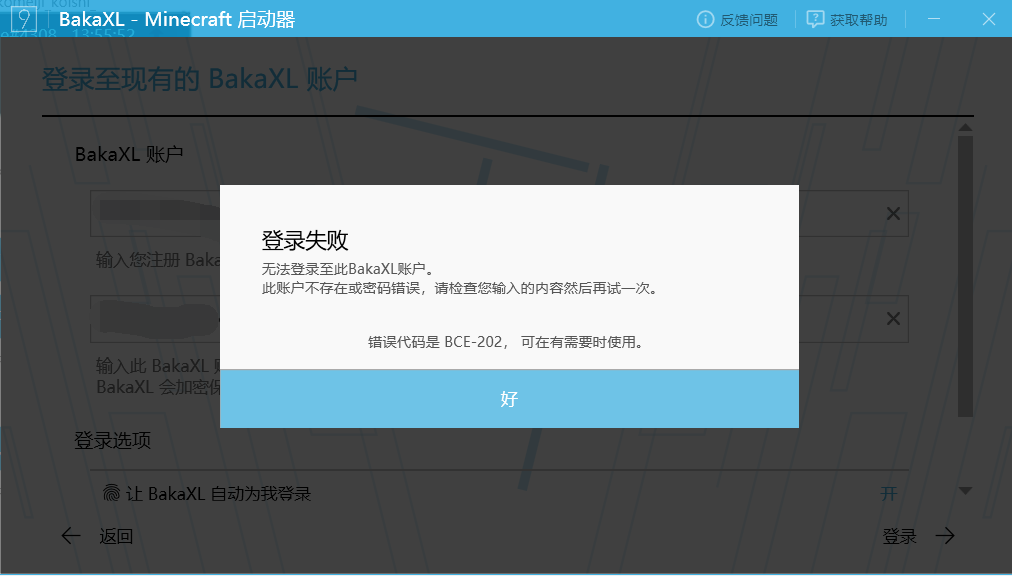 komeiji_koishi
9
BakaXL - Minecraft 启动器
反馈问题
获取帮助
13:55:52
登录至现有的 BakaXL 账户
BakaXL 账户
输入您注册 Baka
输入此 BakaXL 账
BakaXL 会加密保
登录失败
无法登录至此BakaXL账户。
此账户不存在或密码错误，请检查您输入的内容然后再试一次。
错误代码是 BCE-202， 可在有需要时使用。
好
登录选项
让 BakaXL 自动为我登录
开
返回
登录